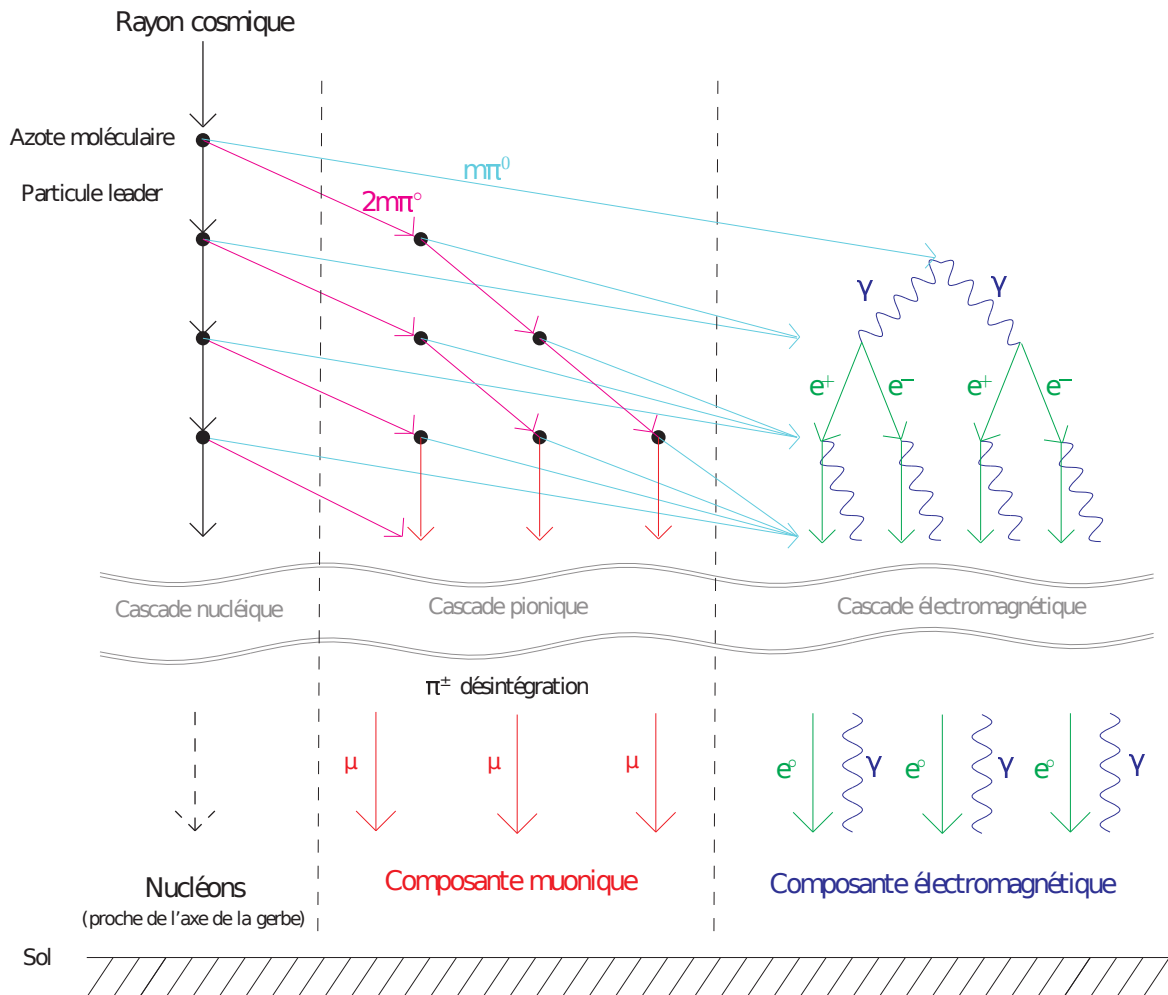 Rayon cosmique
Azote moléculaire
Particule leader
mπ⁰
2mπ°
γ γ
e⁺ e⁻ e⁺ e⁻
Cascade nucléique Cascade pionique Cascade électromagnétique
π± désintégration
μ μ μ e° γ e° γ e° γ
Nucléons
(proche de l'axe de la gerbe)
Composante muonique
Composante électromagnétique
Sol